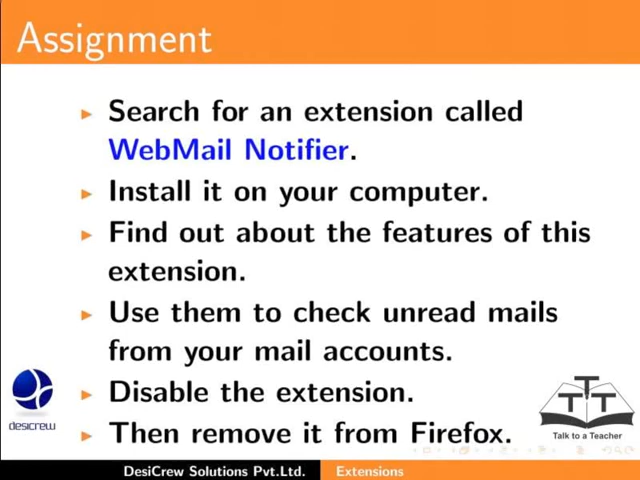 Assignment
Search for an extension called
WebMail Notifier.
Install it on your computer.
Find out about the features of this
extension.
Use them to check unread mails
from your mail accounts.
Disable the extension.
Then remove it from Firefox.
desicrew
T T T
Talk to a Teacher
DesiCrew Solutions Pvt.Ltd. Extensions